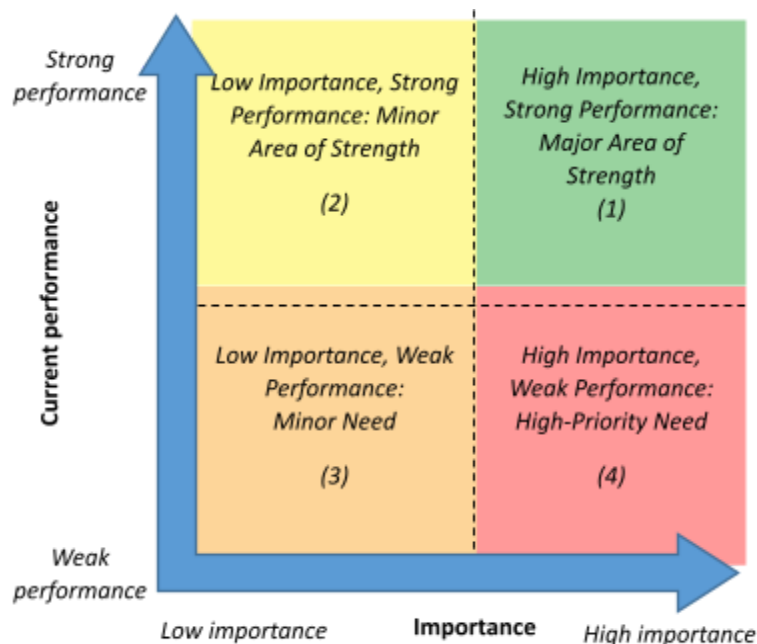 Strong
performance
Low Importance, Strong
Performance: Minor
Area of Strength
(2)
High Importance,
Strong Performance:
Major Area of
Strength
(1)
Current performance
Low Importance, Weak
Performance:
Minor Need
(3)
High Importance,
Weak Performance:
High-Priority Need
(4)
Weak
performance
Low importance
Importance
High importance